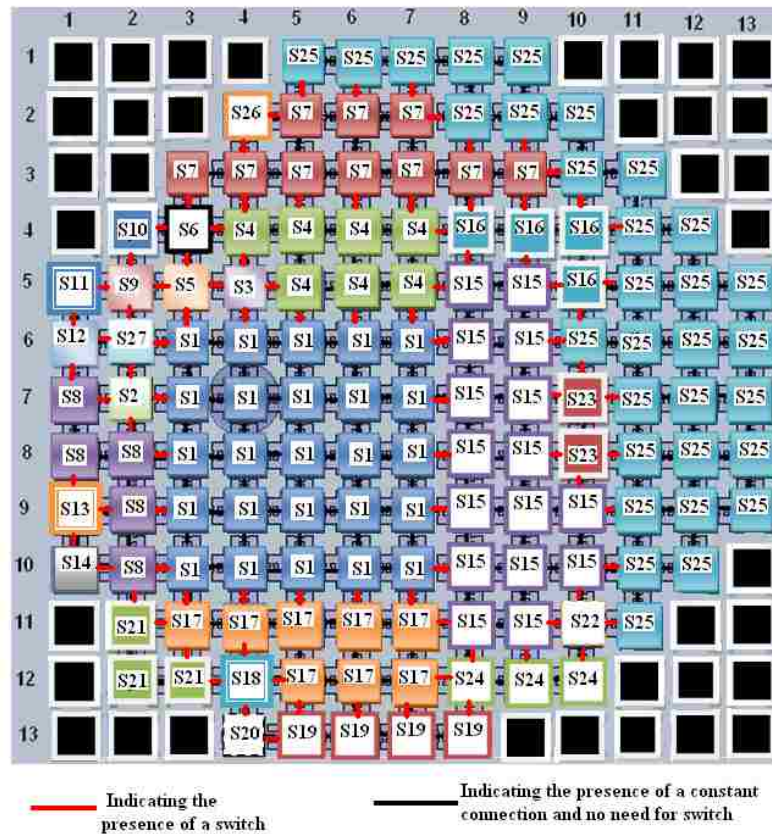 1 2 3 4 5 6 7 8 9 10 11 12 13
1 S25 S25 S25 S25 S25
2 S26 S7 S7 S7 S25 S25 S25
3 S7 S7 S7 S7 S7 S7 S7 S25 S25
4 S10 S6 S4 S4 S4 S4 S16 S16 S16 S25 S25
5 S11 S9 S5 S3 S4 S4 S4 S15 S15 S16 S25 S25 S25
6 S12 S27 S1 S1 S1 S1 S1 S15 S15 S25 S25 S25 S25
7 S8 S2 S1 S1 S1 S1 S1 S15 S15 S23 S25 S25 S25
8 S8 S8 S1 S1 S1 S1 S1 S15 S15 S23 S25 S25 S25
9 S13 S8 S1 S1 S1 S1 S1 S15 S15 S15 S25 S25 S25
10 S14 S8 S1 S1 S1 S1 S1 S15 S15 S15 S25 S25
11 S21 S17 S17 S17 S17 S17 S15 S15 S22 S25
12 S21 S21 S18 S17 S17 S17 S24 S24 S24
13 S20 S19 S19 S19 S19
Indicating the
presence of a switch
Indicating the presence of a constant
connection and no need for switch